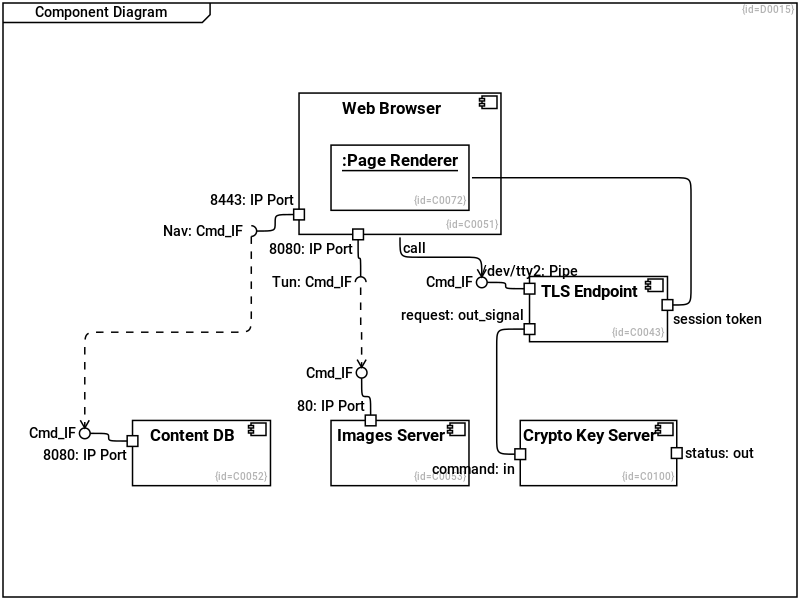 Component Diagram
{id=D0015}
Web Browser
:Page Renderer
{id=C0072}
8443: IP Port
{id=C0051}
Nav: Cmd_IF
8080: IP Port
call
/dev/tty2: Pipe
Tun: Cmd_IF
Cmd_IF
TLS Endpoint
request: out_signal
session token
{id=C0043}
Cmd_IF
80: IP Port
Cmd_IF
Content DB
Images Server
Crypto Key Server
8080: IP Port
status: out
command: in
{id=C0052}
{id=C0053}
{id=C0100}